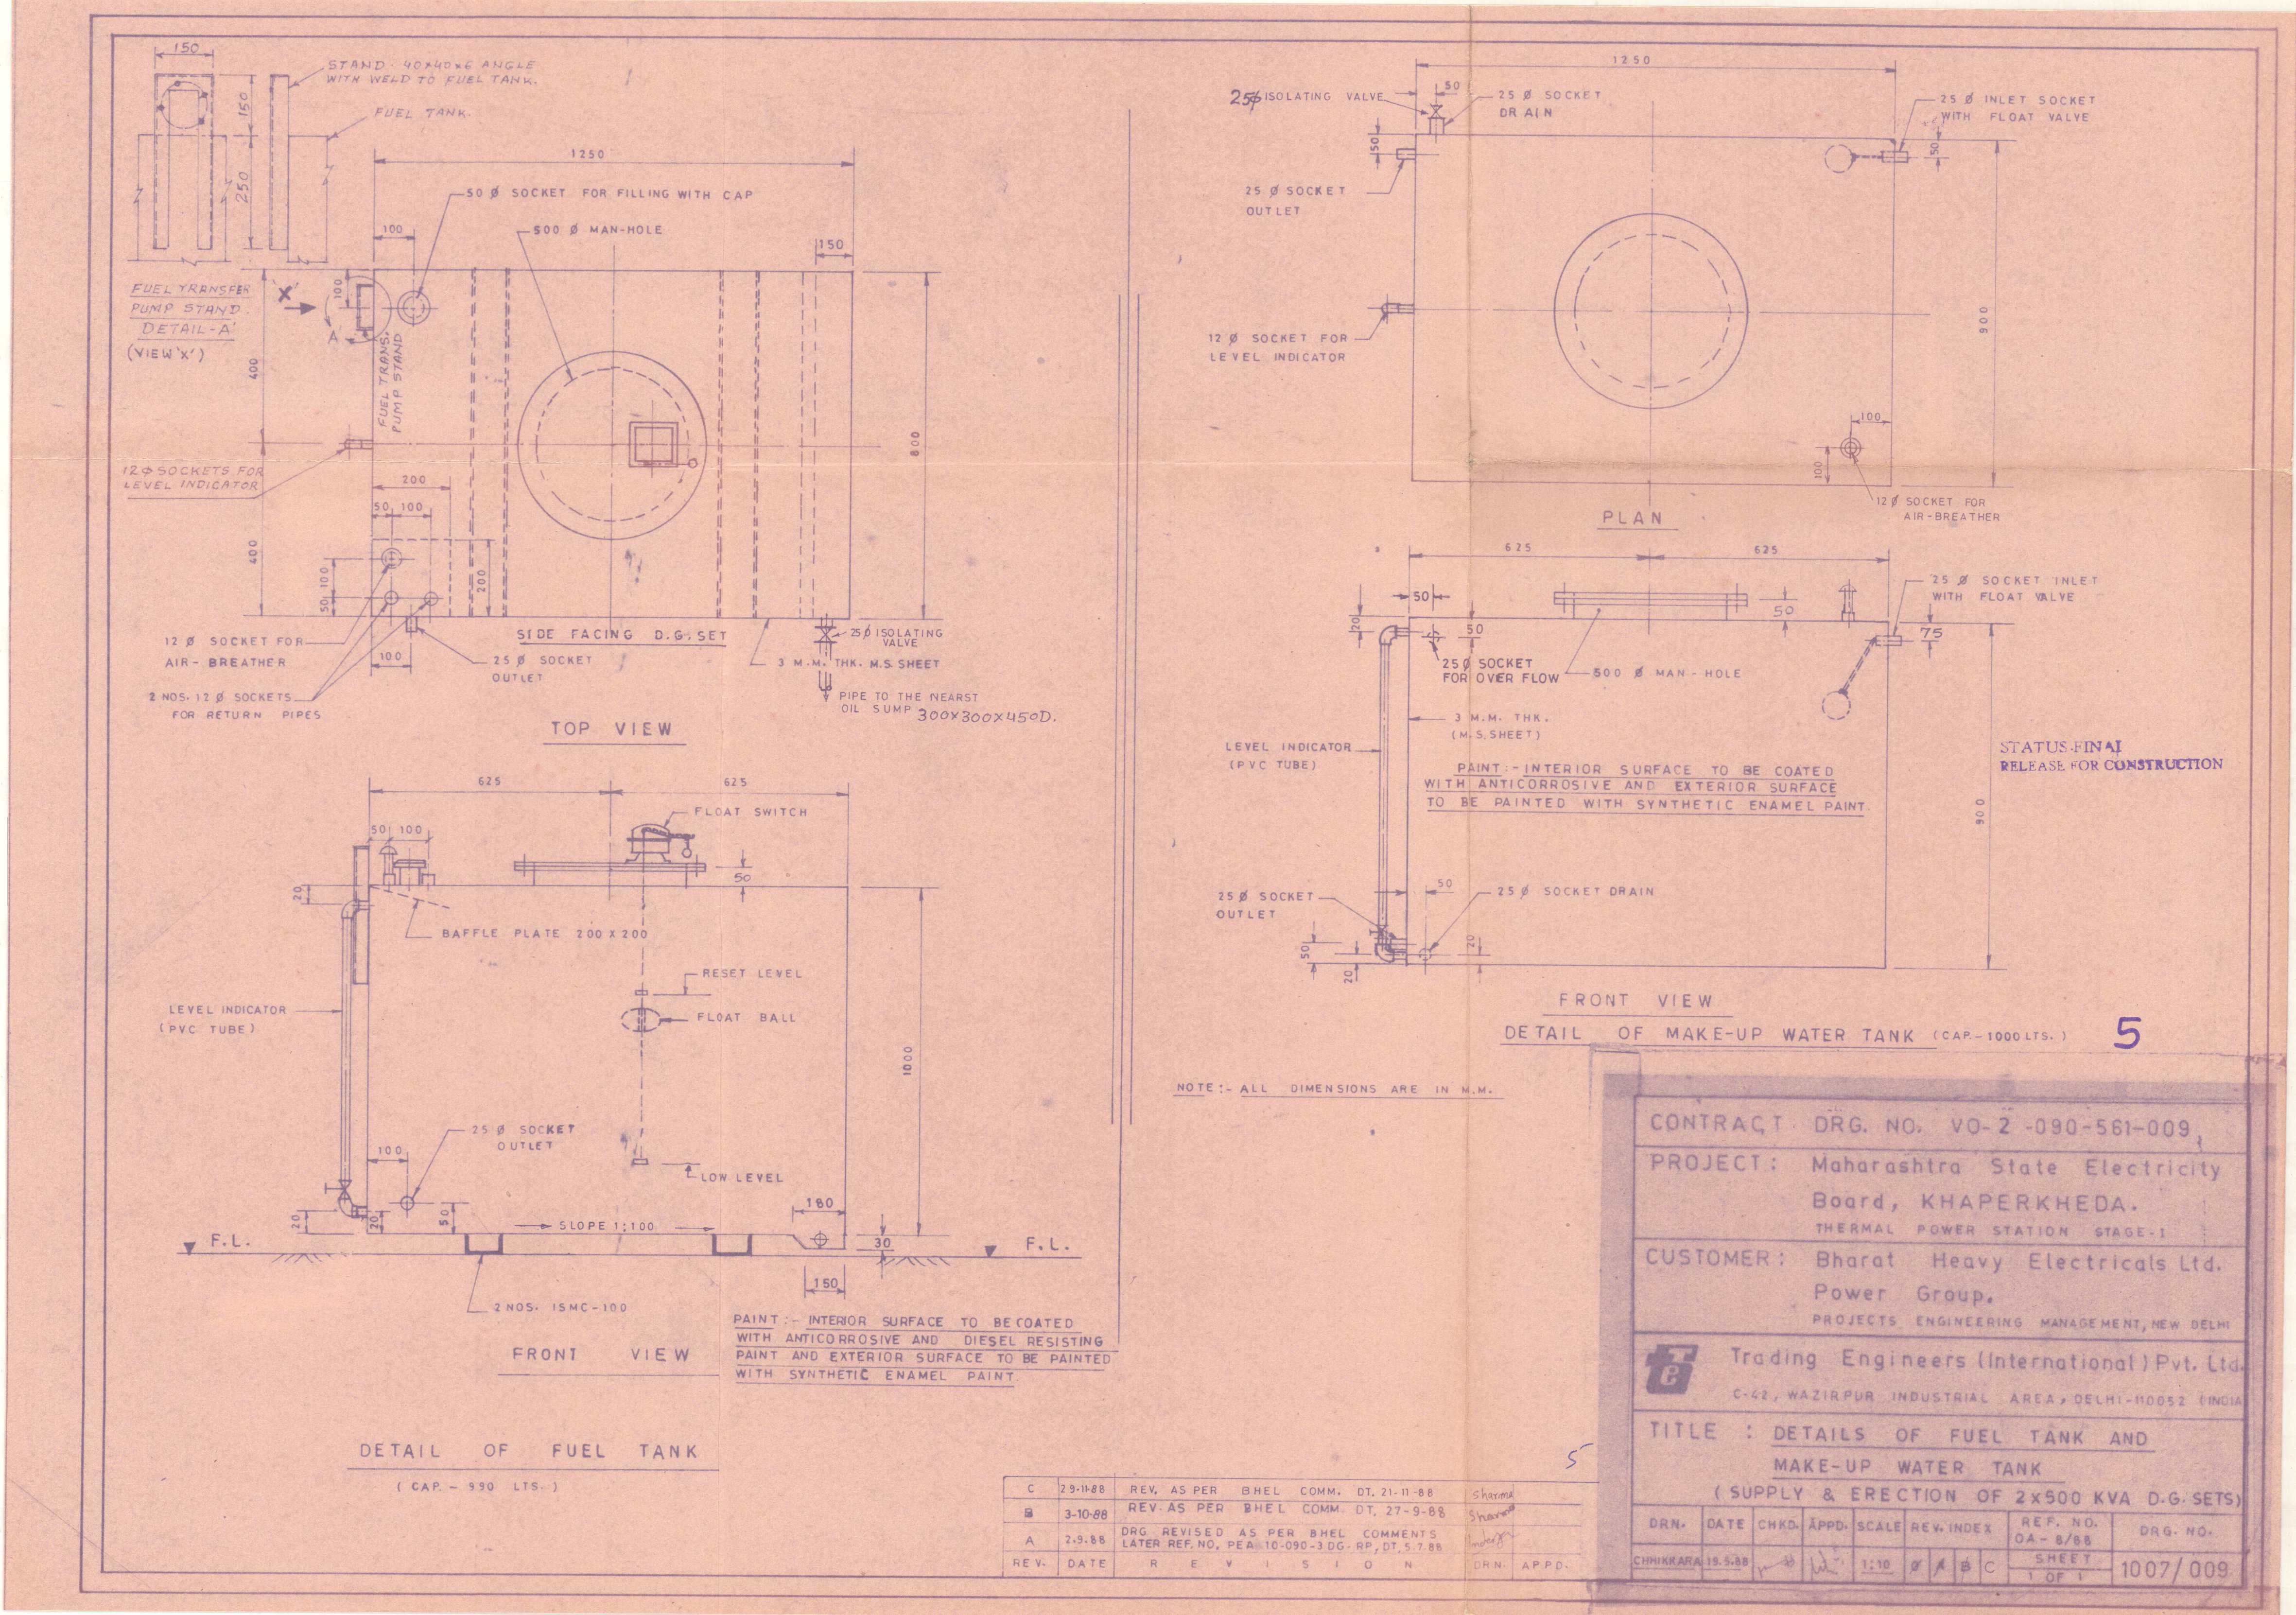 150
STAND 40x40x6 ANGLE
WITH WELD TO FUEL TANK.
FUEL TANK.
150
250
1250
50 Ø SOCKET FOR FILLING WITH CAP
500 Ø MAN-HOLE
100
150
FUEL TRANSFER
PUMP STAND
DETAIL-'A'
(VIEW 'X')
'X'
A
100
FUEL TRANS.
PUMP STAND
400
800
12 Ø SOCKETS FOR
LEVEL INDICATOR
200
50 100
400
50 100
200
12 Ø SOCKET FOR
AIR-BREATHER
2 NOS. 12 Ø SOCKETS
FOR RETURN PIPES
100
25 Ø SOCKET
OUTLET
SIDE FACING D.G. SET
25 Ø ISOLATING
VALVE
3 M.M. THK. M.S. SHEET
PIPE TO THE NEARST
OIL SUMP 300X300X450D.
TOP VIEW
625
625
FLOAT SWITCH
50 100
50
20
BAFFLE PLATE 200 X 200
RESET LEVEL
LEVEL INDICATOR
(PVC TUBE)
FLOAT BALL
1000
25 Ø SOCKET
OUTLET
100
LOW LEVEL
180
20
20
50
SLOPE 1:100
30
F.L.
F.L.
150
2 NOS. ISMC-100
FRONT VIEW
PAINT:- INTERIOR SURFACE TO BE COATED
WITH ANTICORROSIVE AND DIESEL RESISTING
PAINT AND EXTERIOR SURFACE TO BE PAINTED
WITH SYNTHETIC ENAMEL PAINT.
DETAIL OF FUEL TANK
(CAP.- 990 LTS.)
1250
25Ø ISOLATING VALVE
50
25 Ø SOCKET
DRAIN
25 Ø INLET SOCKET
WITH FLOAT VALVE
50
50
25 Ø SOCKET
OUTLET
12 Ø SOCKET FOR
LEVEL INDICATOR
900
100
100
12 Ø SOCKET FOR
AIR-BREATHER
PLAN
625
625
50
25 Ø SOCKET INLET
WITH FLOAT VALVE
20
50
50
75
25Ø SOCKET
FOR OVER FLOW
500 Ø MAN-HOLE
3 M.M. THK.
(M.S. SHEET)
LEVEL INDICATOR
(PVC TUBE)
PAINT:- INTERIOR SURFACE TO BE COATED
WITH ANTICORROSIVE AND EXTERIOR SURFACE
TO BE PAINTED WITH SYNTHETIC ENAMEL PAINT.
STATUS-FINAL
RELEASE FOR CONSTRUCTION
900
25 Ø SOCKET
OUTLET
50
25 Ø SOCKET DRAIN
50
20
20
FRONT VIEW
DETAIL OF MAKE-UP WATER TANK (CAP.- 1000 LTS.)
5
NOTE:- ALL DIMENSIONS ARE IN M.M.
CONTRACT DRG. NO. VO-2-090-561-009
PROJECT: Maharashtra State Electricity
Board, KHAPERKHEDA.
THERMAL POWER STATION STAGE-1
CUSTOMER: Bharat Heavy Electricals Ltd.
Power Group.
PROJECTS ENGINEERING MANAGEMENT, NEW DELHI
Trading Engineers (International) Pvt. Ltd.
C-42, WAZIRPUR INDUSTRIAL AREA, DELHI-110052 (INDIA
TITLE : DETAILS OF FUEL TANK AND
MAKE-UP WATER TANK
(SUPPLY & ERECTION OF 2x500 KVA D.G. SETS)
DRN. DATE CHKD. APPD. SCALE REV. INDEX REF. NO. DRG. NO.
OA-8/88
CHHIKKARA 19.5.88 1:10 Ø A B C SHEET 1007/009
1 OF 1
5
C 29-11-88 REV. AS PER BHEL COMM. DT. 21-11-88 Sharma
B 3-10-88 REV. AS PER BHEL COMM. DT. 27-9-88 Sharma
A 2.9.88 DRG REVISED AS PER BHEL COMMENTS
LATER REF. NO. PEA 10-090-3 DG-RP, DT, 5.7.88
REV. DATE REVISION DRN. APPD.